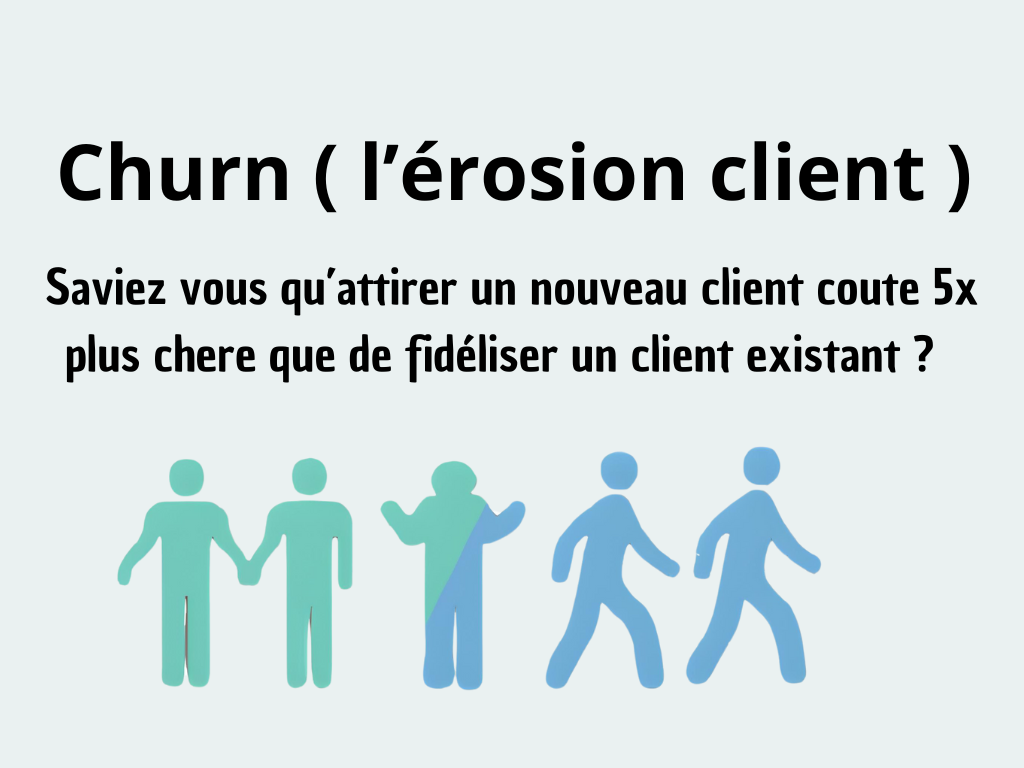 Churn ( l’érosion client )
Saviez vous qu’attirer un nouveau client coute 5x
plus chere que de fidéliser un client existant ?